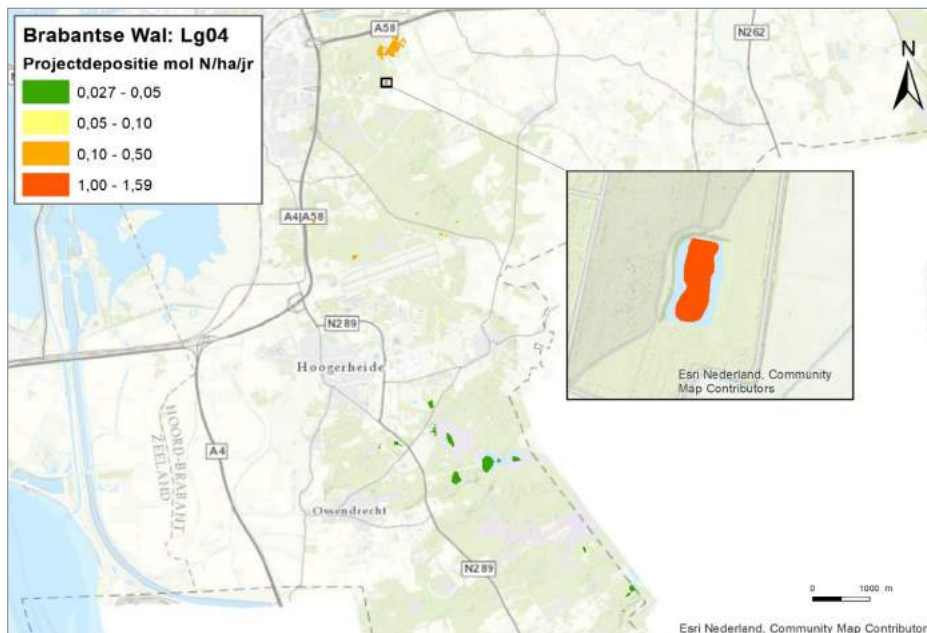 Brabantse Wal: Lg04
Projectdepositie mol N/ha/jr
0,027 - 0,05
0,05 - 0,10
0,10 - 0,50
1,00 - 1,59
A58
N262
N
A4|A58
N289
Hoogerheide
Esri Nederland, Community
Map Contributors
NOORD-BRABANT
ZEELAND
A4
Ossendrecht
N289
0 1000 m
Esri Nederland, Community Map Contributor